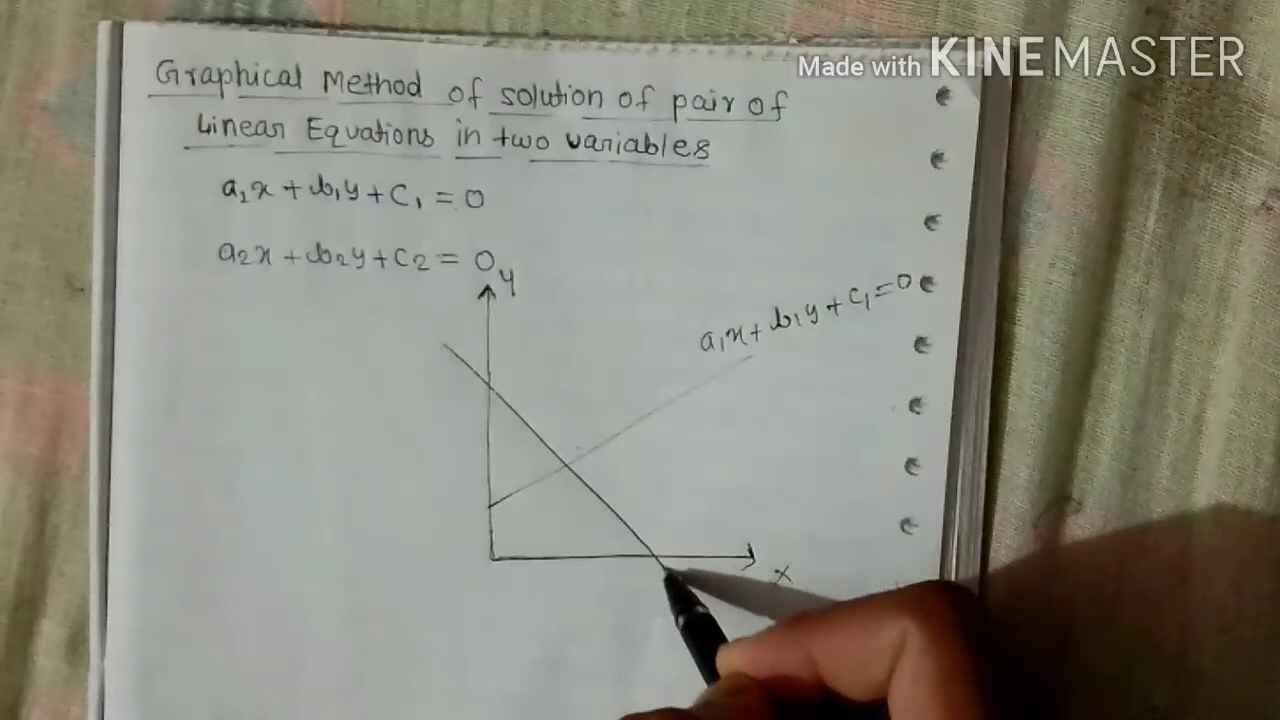 Made with KINEMASTER
Graphical Method of solution of pair of
Linear Equations in two variables
a₁x + b₁y + c₁ = 0
a₂x + b₂y + c₂ = 0
y
a₁x + b₁y + c₁ = 0
x